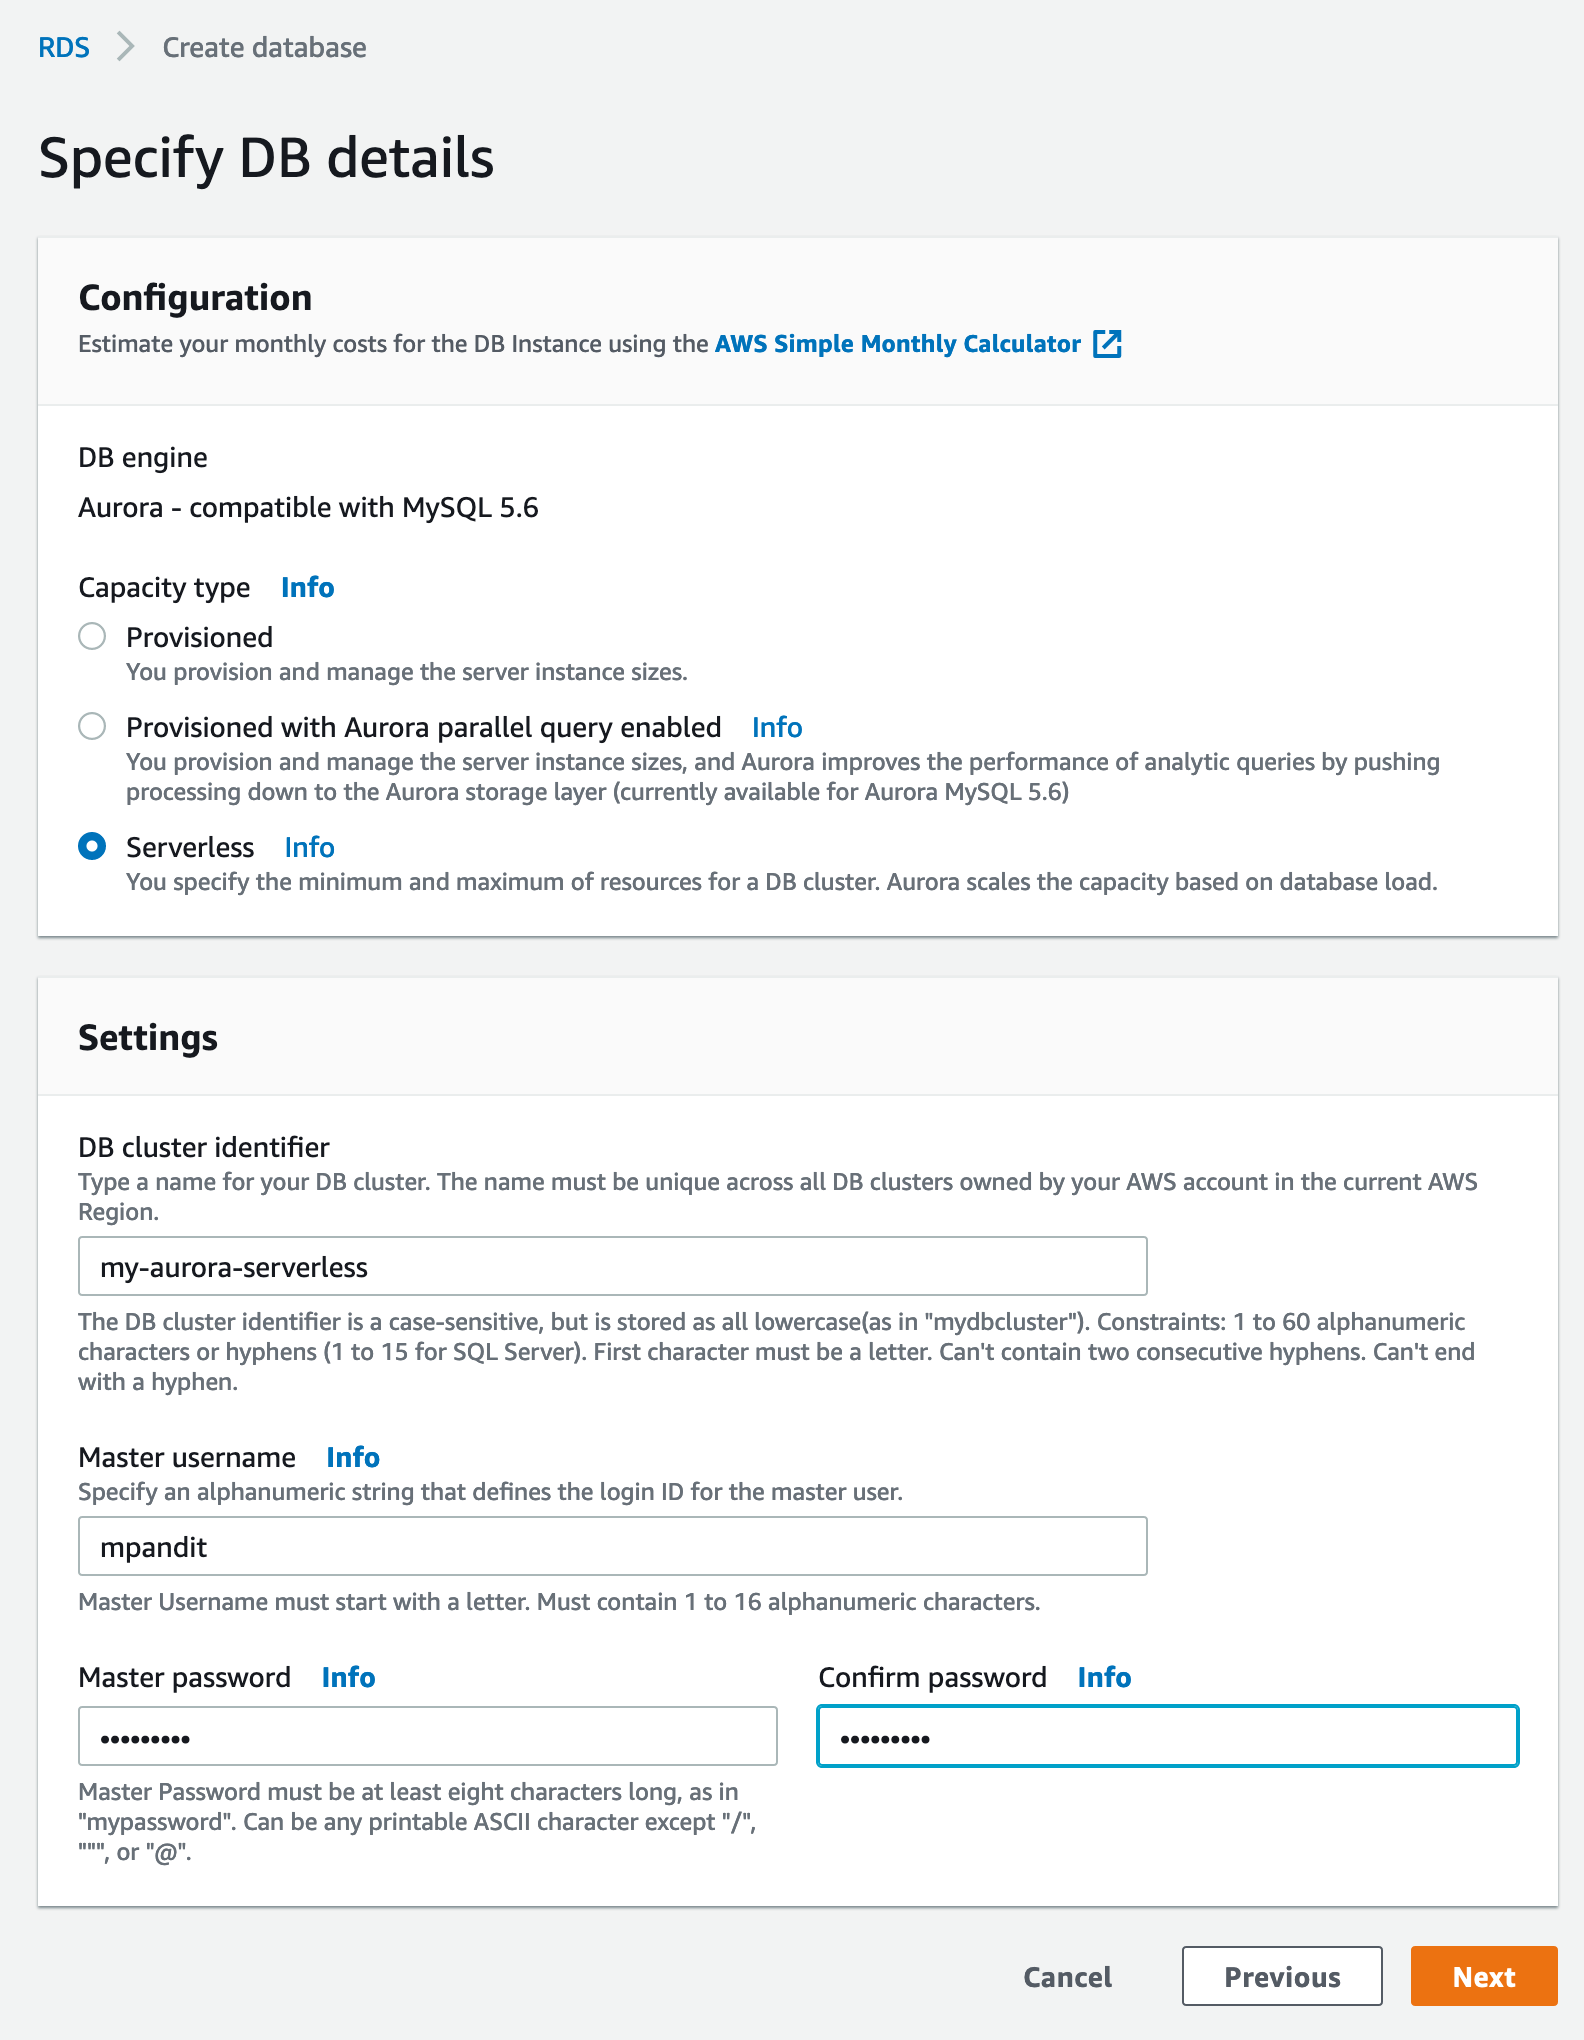 RDS > Create database
Specify DB details
Configuration
Estimate your monthly costs for the DB Instance using the AWS Simple Monthly Calculator
DB engine
Aurora - compatible with MySQL 5.6
Capacity type Info
Provisioned
You provision and manage the server instance sizes.
Provisioned with Aurora parallel query enabled Info
You provision and manage the server instance sizes, and Aurora improves the performance of analytic queries by pushing
processing down to the Aurora storage layer (currently available for Aurora MySQL 5.6)
Serverless Info
You specify the minimum and maximum of resources for a DB cluster. Aurora scales the capacity based on database load.
Settings
DB cluster identifier
Type a name for your DB cluster. The name must be unique across all DB clusters owned by your AWS account in the current AWS
Region.
my-aurora-serverless
The DB cluster identifier is a case-sensitive, but is stored as all lowercase(as in "mydbcluster"). Constraints: 1 to 60 alphanumeric
characters or hyphens (1 to 15 for SQL Server). First character must be a letter. Can't contain two consecutive hyphens. Can't end
with a hyphen.
Master username Info
Specify an alphanumeric string that defines the login ID for the master user.
mpandit
Master Username must start with a letter. Must contain 1 to 16 alphanumeric characters.
Master password Info Confirm password Info
••••••••• •••••••••
Master Password must be at least eight characters long, as in
"mypassword". Can be any printable ASCII character except "/",
""", or "@".
Cancel Previous Next